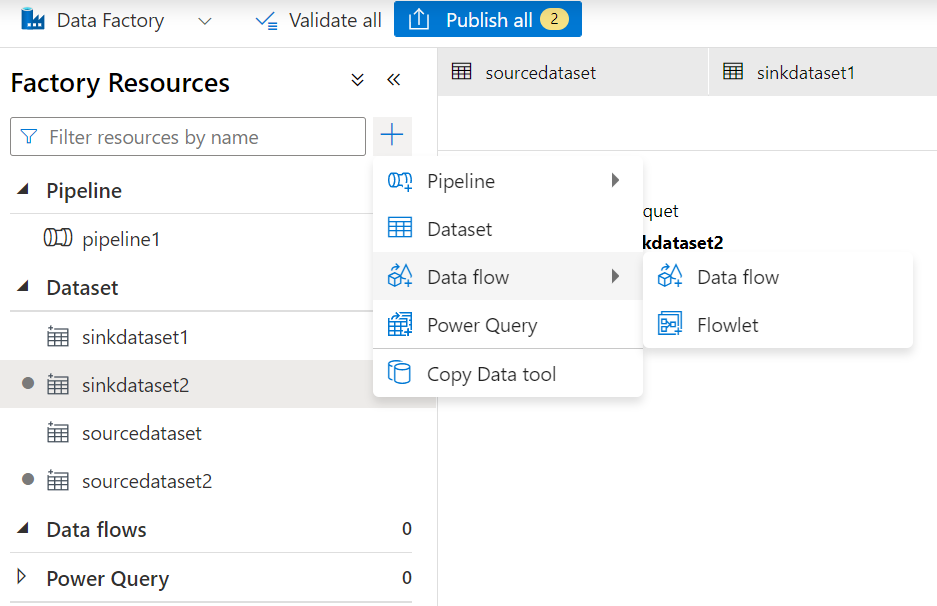 Data Factory
Validate all
Publish all 2
Factory Resources
sourcedataset
sinkdataset1
Filter resources by name
Pipeline
pipeline1
Dataset
sinkdataset1
sinkdataset2
sourcedataset
sourcedataset2
Data flows 0
Power Query 0
Pipeline
Dataset
Data flow
Power Query
Copy Data tool
quet
kdataset2
Data flow
Flowlet